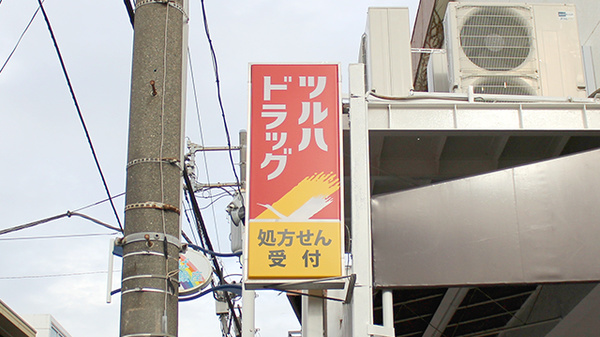 ツルハ
ドラッグ
処方せん
受付